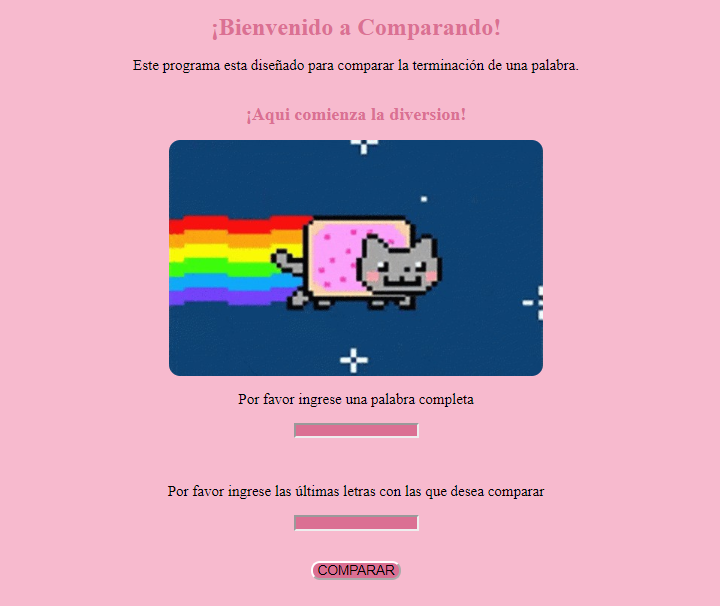 ¡Bienvenido a Comparando!
Este programa esta diseñado para comparar la terminación de una palabra.
¡Aqui comienza la diversion!
Por favor ingrese una palabra completa
Por favor ingrese las últimas letras con las que desea comparar
COMPARAR